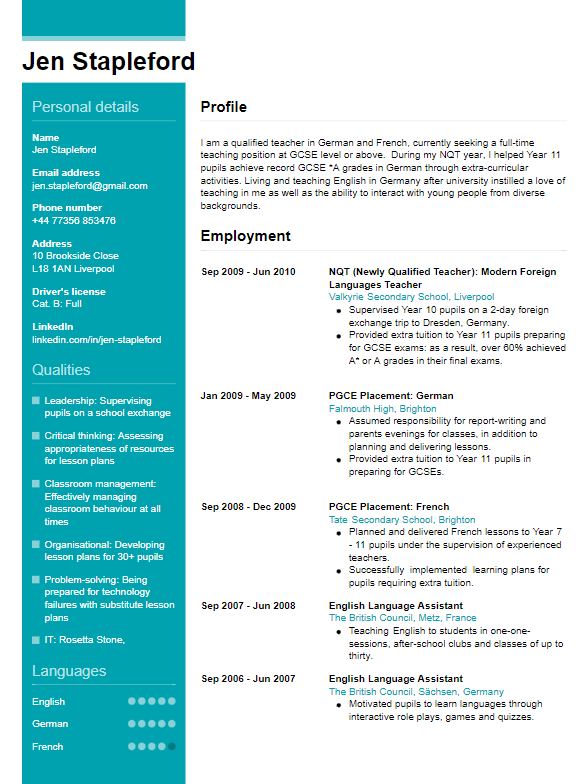 Jen Stapleford
Personal details
Name
Jen Stapleford
Email address
jen.stapleford@gmail.com
Phone number
+44 77356 853476
Address
10 Brookside Close
L18 1AN Liverpool
Driver's license
Cat. B: Full
LinkedIn
linkedin.com/in/jen-stapleford
Qualities
Leadership: Supervising
pupils on a school exchange
Critical thinking: Assessing
appropriateness of resources
for lesson plans
Classroom management:
Effectively managing
classroom behaviour at all
times
Organisational: Developing
lesson plans for 30+ pupils
Problem-solving: Being
prepared for technology
failures with substitute lesson
plans
IT: Rosetta Stone,
Languages
English
German
French
Profile
I am a qualified teacher in German and French, currently seeking a full-time
teaching position at GCSE level or above. During my NQT year, I helped Year 11
pupils achieve record GCSE *A grades in German through extra-curricular
activities. Living and teaching English in Germany after university instilled a love of
teaching in me as well as the ability to interact with young people from diverse
backgrounds.
Employment
Sep 2009 - Jun 2010
NQT (Newly Qualified Teacher): Modern Foreign
Languages Teacher
Valkyrie Secondary School, Liverpool
• Supervised Year 10 pupils on a 2-day foreign
exchange trip to Dresden, Germany.
• Provided extra tuition to Year 11 pupils preparing
for GCSE exams: as a result, over 60% achieved
A* or A grades in their final exams.
Jan 2009 - May 2009
PGCE Placement: German
Falmouth High, Brighton
• Assumed responsibility for report-writing and
parents evenings for classes, in addition to
planning and delivering lessons.
• Provided extra tuition to Year 11 pupils in
preparing for GCSEs.
Sep 2008 - Dec 2009
PGCE Placement: French
Tate Secondary School, Brighton
• Planned and delivered French lessons to Year 7
- 11 pupils under the supervision of experienced
teachers.
• Successfully implemented learning plans for
pupils requiring extra tuition.
Sep 2007 - Jun 2008
English Language Assistant
The British Council, Metz, France
• Teaching English to students in one-one-
sessions, after-school clubs and classes of up to
thirty.
Sep 2006 - Jun 2007
English Language Assistant
The British Council, Sächsen, Germany
• Motivated pupils to learn languages through
interactive role plays, games and quizzes.